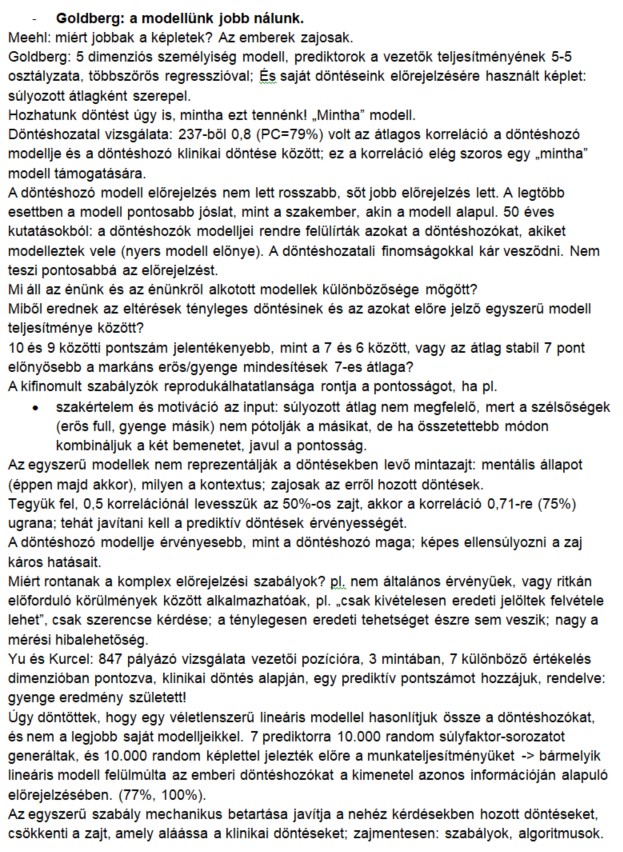 - Goldberg: a modellünk jobb nálunk.
Meehl: miért jobbak a képletek? Az emberek zajosak.
Goldberg: 5 dimenziós személyiség modell, prediktorok a vezetők teljesítményének 5-5
osztályzata, többszörös regresszióval; És saját döntéseink előrejelzésére használt képlet:
súlyozott átlagként szerepel.
Hozhatunk döntést úgy is, mintha ezt tennénk! „Mintha” modell.
Döntéshozatal vizsgálata: 237-ből 0,8 (PC=79%) volt az átlagos korreláció a döntéshozó
modellje és a döntéshozó klinikai döntése között; ez a korreláció elég szoros egy „mintha”
modell támogatására.
A döntéshozó modell előrejelzés nem lett rosszabb, sőt jobb előrejelzés lett. A legtöbb
esettben a modell pontosabb jóslat, mint a szakember, akin a modell alapul. 50 éves
kutatásokból: a döntéshozók modelljei rendre felülírták azokat a döntéshozókat, akiket
modelleztek vele (nyers modell előnye). A döntéshozatali finomságokkal kár vesződni. Nem
teszi pontosabbá az előrejelzést.
Mi áll az énünk és az énünkről alkotott modellek különbözősége mögött?
Miből erednek az eltérések tényleges döntésinek és az azokat előre jelző egyszerű modell
teljesítménye között?
10 és 9 közötti pontszám jelentékenyebb, mint a 7 és 6 között, vagy az átlag stabil 7 pont
előnyösebb a markáns erős/gyenge mindesítések 7-es átlaga?
A kifinomult szabályzók reprodukálhatatlansága rontja a pontosságot, ha pl.
• szakértelem és motiváció az input: súlyozott átlag nem megfelelő, mert a szélsőségek
(erős full, gyenge másik) nem pótolják a másikat, de ha összetettebb módon
kombináljuk a két bemenetet, javul a pontosság.
Az egyszerű modellek nem reprezentálják a döntésekben levő mintazajt: mentális állapot
(éppen majd akkor), milyen a kontextus; zajosak az erről hozott döntések.
Tegyük fel, 0,5 korrelációnál levesszük az 50%-os zajt, akkor a korreláció 0,71-re (75%)
ugrana; tehát javítani kell a prediktív döntések érvényességét.
A döntéshozó modellje érvényesebb, mint a döntéshozó maga; képes ellensúlyozni a zaj
káros hatásait.
Miért rontanak a komplex előrejelzési szabályok? pl. nem általános érvényűek, vagy ritkán
előforduló körülmények között alkalmazhatóak, pl. „csak kivételesen eredeti jelöltek felvétele
lehet”, csak szerencse kérdése; a ténylegesen eredeti tehetséget észre sem veszik; nagy a
mérési hibalehetőség.
Yu és Kurcel: 847 pályázó vizsgálata vezetői pozícióra, 3 mintában, 7 különböző értékelés
dimenzióban pontozva, klinikai döntés alapján, egy prediktív pontszámot hozzájuk, rendelve:
gyenge eredmény született!
Úgy döntöttek, hogy egy véletlenszerű lineáris modellel hasonlítjuk össze a döntéshozókat,
és nem a legjobb saját modelljeikkel. 7 prediktorra 10.000 random súlyfaktor-sorozatot
generáltak, és 10.000 random képlettel jelezték előre a munkateljesítményüket -> bármelyik
lineáris modell felülmúlta az emberi döntéshozókat a kimenetel azonos információján alapuló
előrejelzésében. (77%, 100%).
Az egyszerű szabály mechanikus betartása javítja a nehéz kérdésekben hozott döntéseket,
csökkenti a zajt, amely aláássa a klinikai döntéseket; zajmentesen: szabályok, algoritmusok.